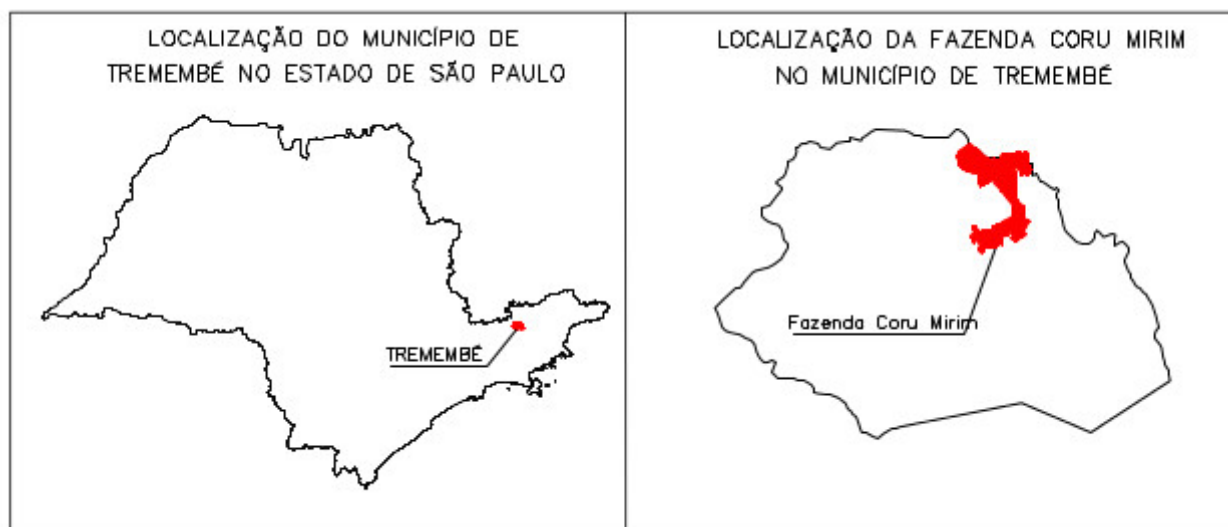 LOCALIZAÇÃO DO MUNICÍPIO DE
TREMEMBÉ NO ESTADO DE SÃO PAULO
TREMEMBÉ
LOCALIZAÇÃO DA FAZENDA CORU MIRIM
NO MUNICÍPIO DE TREMEMBÉ
Fazenda Coru Mirim